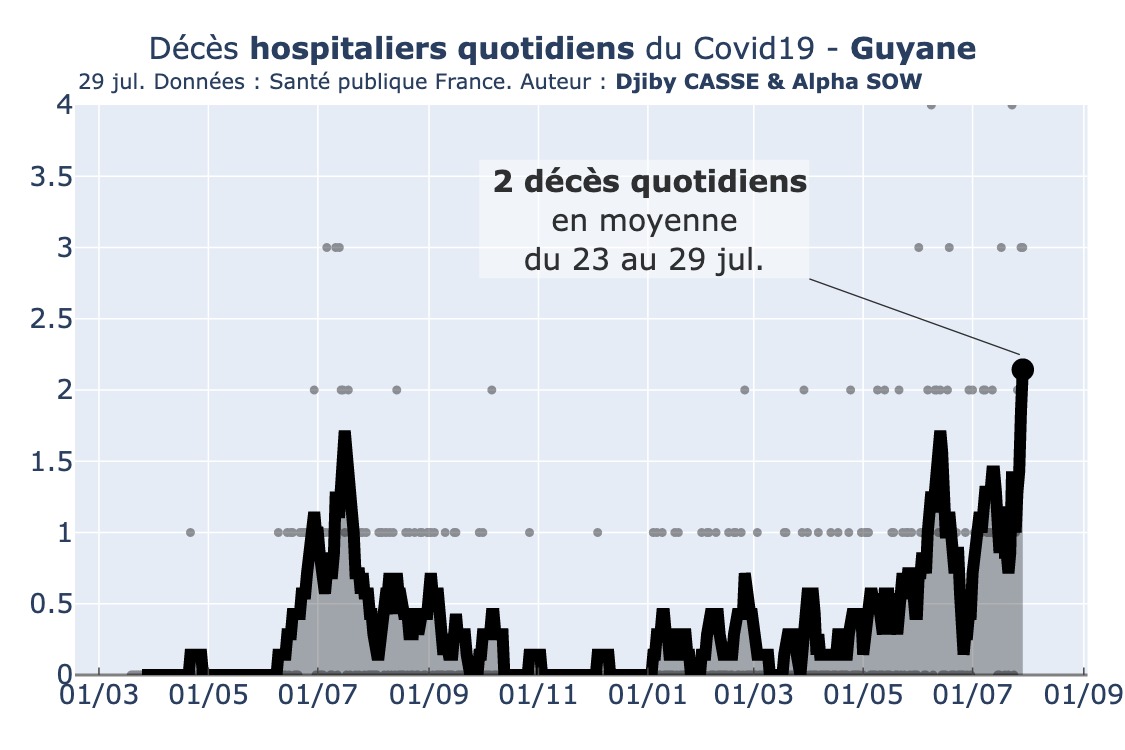 Décès hospitaliers quotidiens du Covid19 - Guyane
29 jul. Données : Santé publique France. Auteur : Djiby CASSE & Alpha SOW
4
3.5
2 décès quotidiens
en moyenne
3
du 23 au 29 jul.
2.5
2
1.5
1
0.5
0
01/03 01/05 01/07 01/09 01/11 01/01 01/03 01/05 01/07 01/09